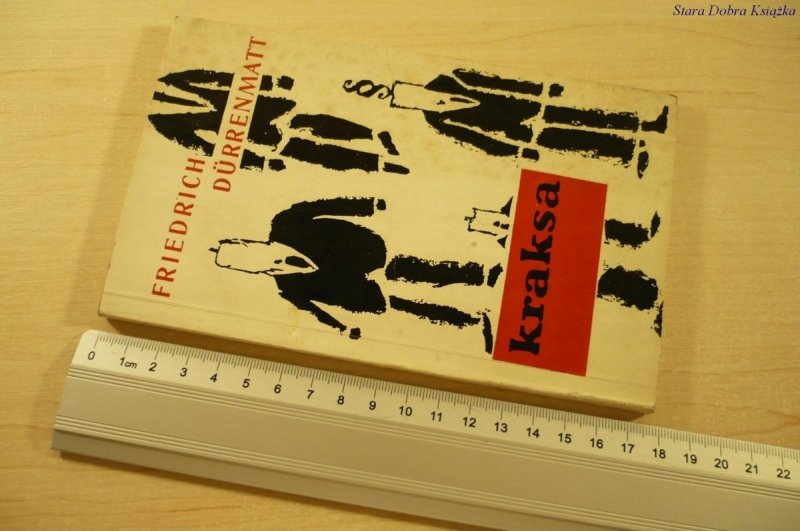 Stara Dobra Książka
FRIEDRICH
DÜRRENMATT
kraksa
0 1cm 2 3 4 5 6 7 8 9 10 11 12 13 14 15 16 17 18 19 20 21 22